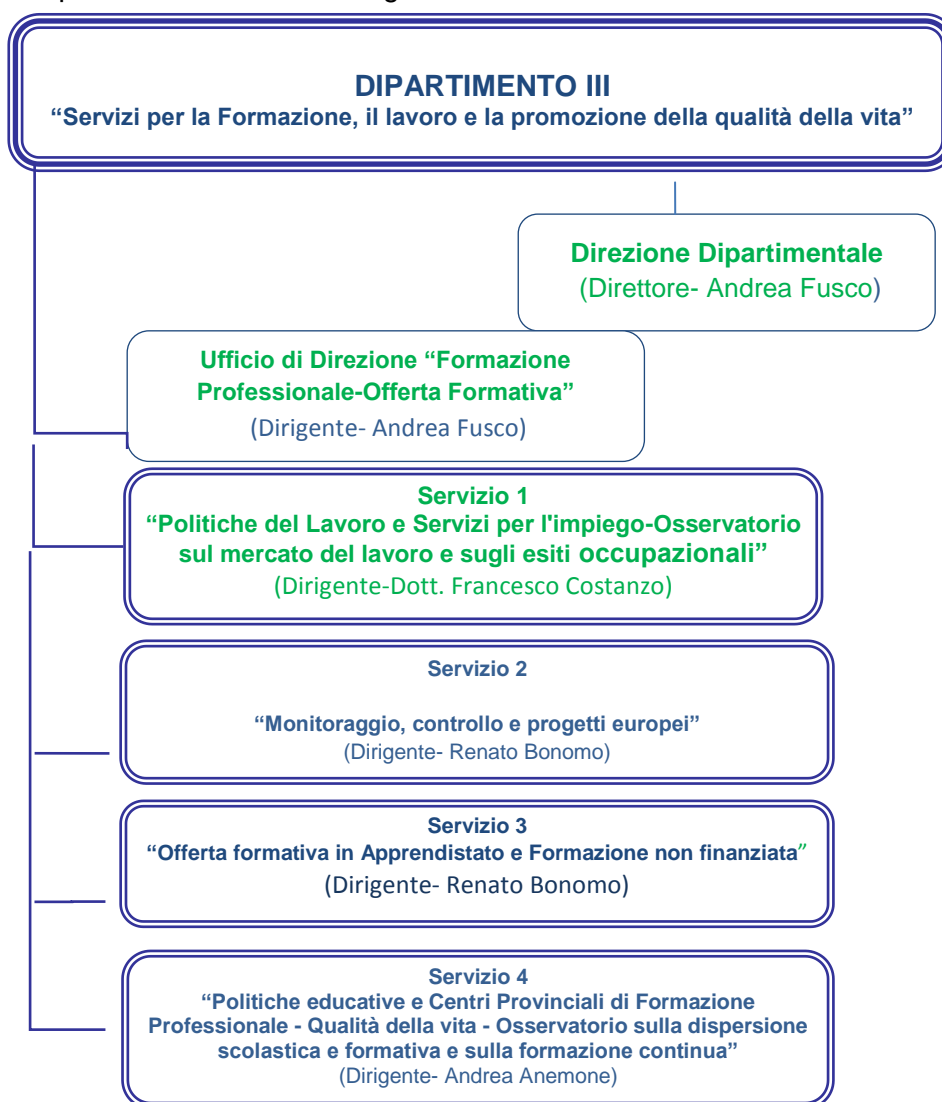 DIPARTIMENTO III
“Servizi per la Formazione, il lavoro e la promozione della qualità della vita”
Direzione Dipartimentale
(Direttore- Andrea Fusco)
Ufficio di Direzione “Formazione
Professionale-Offerta Formativa”
(Dirigente- Andrea Fusco)
Servizio 1
“Politiche del Lavoro e Servizi per l'impiego-Osservatorio
sul mercato del lavoro e sugli esiti occupazionali”
(Dirigente-Dott. Francesco Costanzo)
Servizio 2
“Monitoraggio, controllo e progetti europei”
(Dirigente- Renato Bonomo)
Servizio 3
“Offerta formativa in Apprendistato e Formazione non finanziata”
(Dirigente- Renato Bonomo)
Servizio 4
“Politiche educative e Centri Provinciali di Formazione
Professionale - Qualità della vita - Osservatorio sulla dispersione
scolastica e formativa e sulla formazione continua”
(Dirigente- Andrea Anemone)